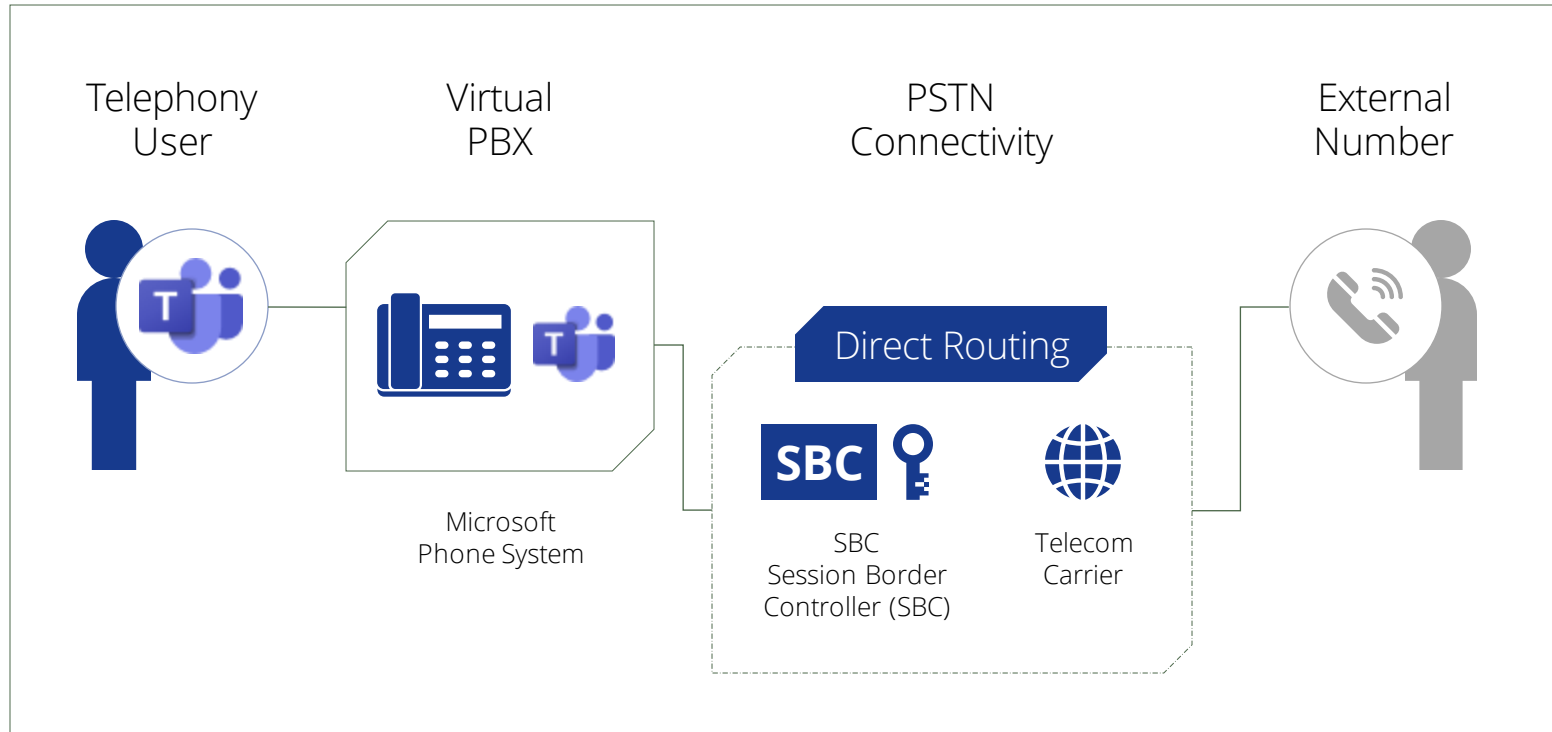 Telephony
User
Virtual
PBX
PSTN
Connectivity
External
Number
T
T
Direct Routing
SBC
Microsoft
Phone System
SBC
Session Border
Controller (SBC)
Telecom
Carrier